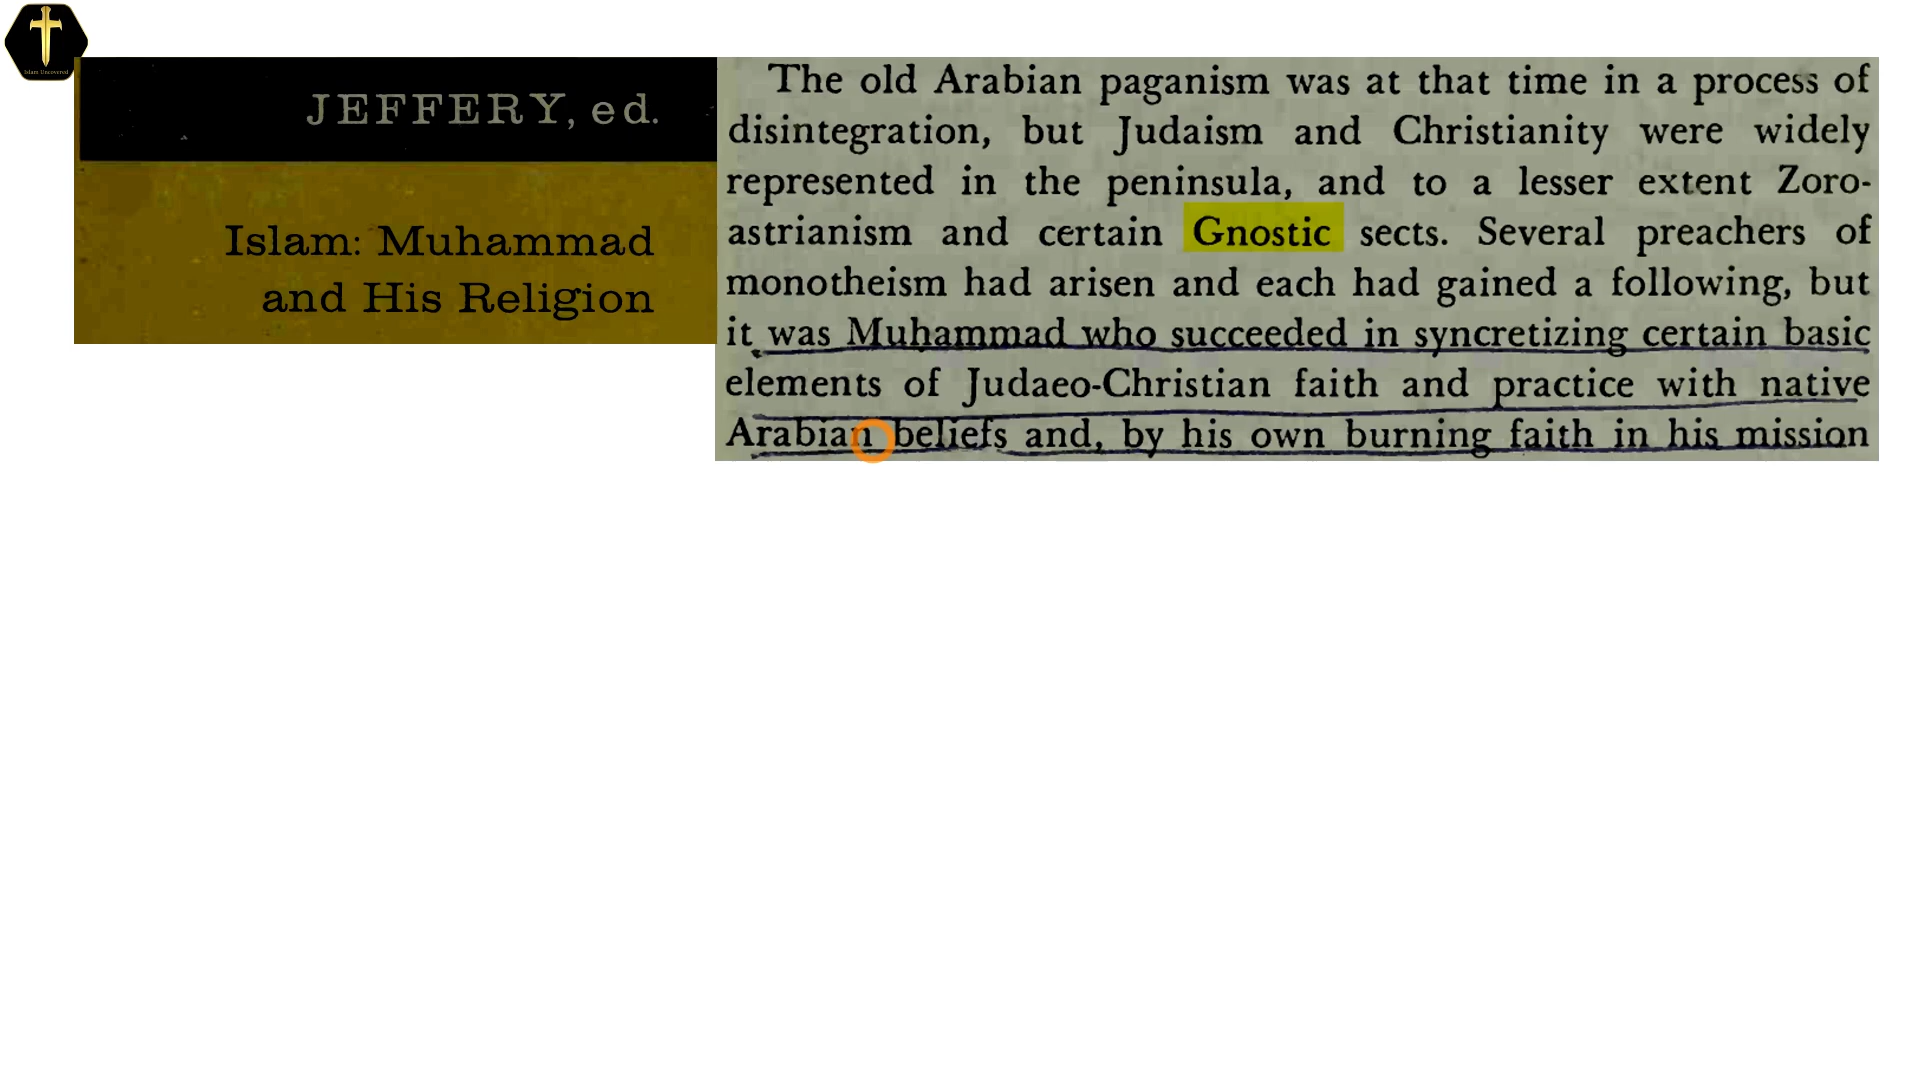 Islam Uncovered
JEFFERY, ed.
Islam: Muhammad
and His Religion
The old Arabian paganism was at that time in a process of
disintegration, but Judaism and Christianity were widely
represented in the peninsula, and to a lesser extent Zoro-
astrianism and certain Gnostic sects. Several preachers of
monotheism had arisen and each had gained a following, but
it was Muhammad who succeeded in syncretizing certain basic
elements of Judaeo-Christian faith and practice with native
Arabian beliefs and, by his own burning faith in his mission